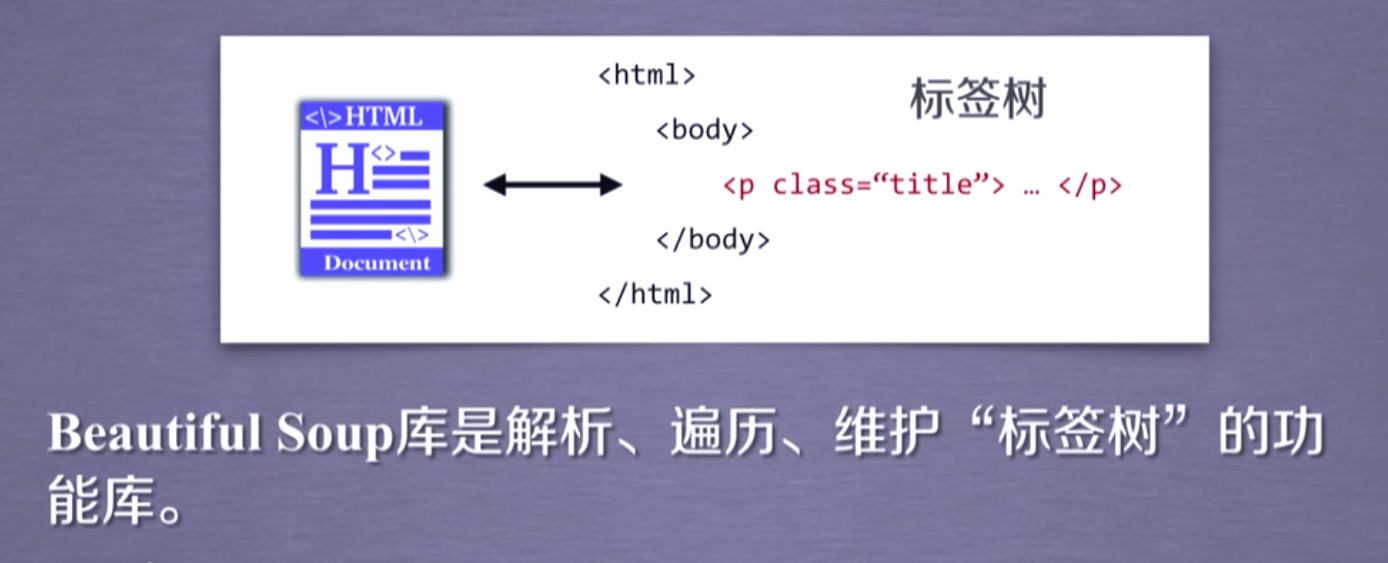 <html>
标签树
<\>HTML
<body>
H<>
<p class=“title”> … </p>
<\>
</body>
Document
</html>
Beautiful Soup库是解析、遍历、维护“标签树”的功
能库。